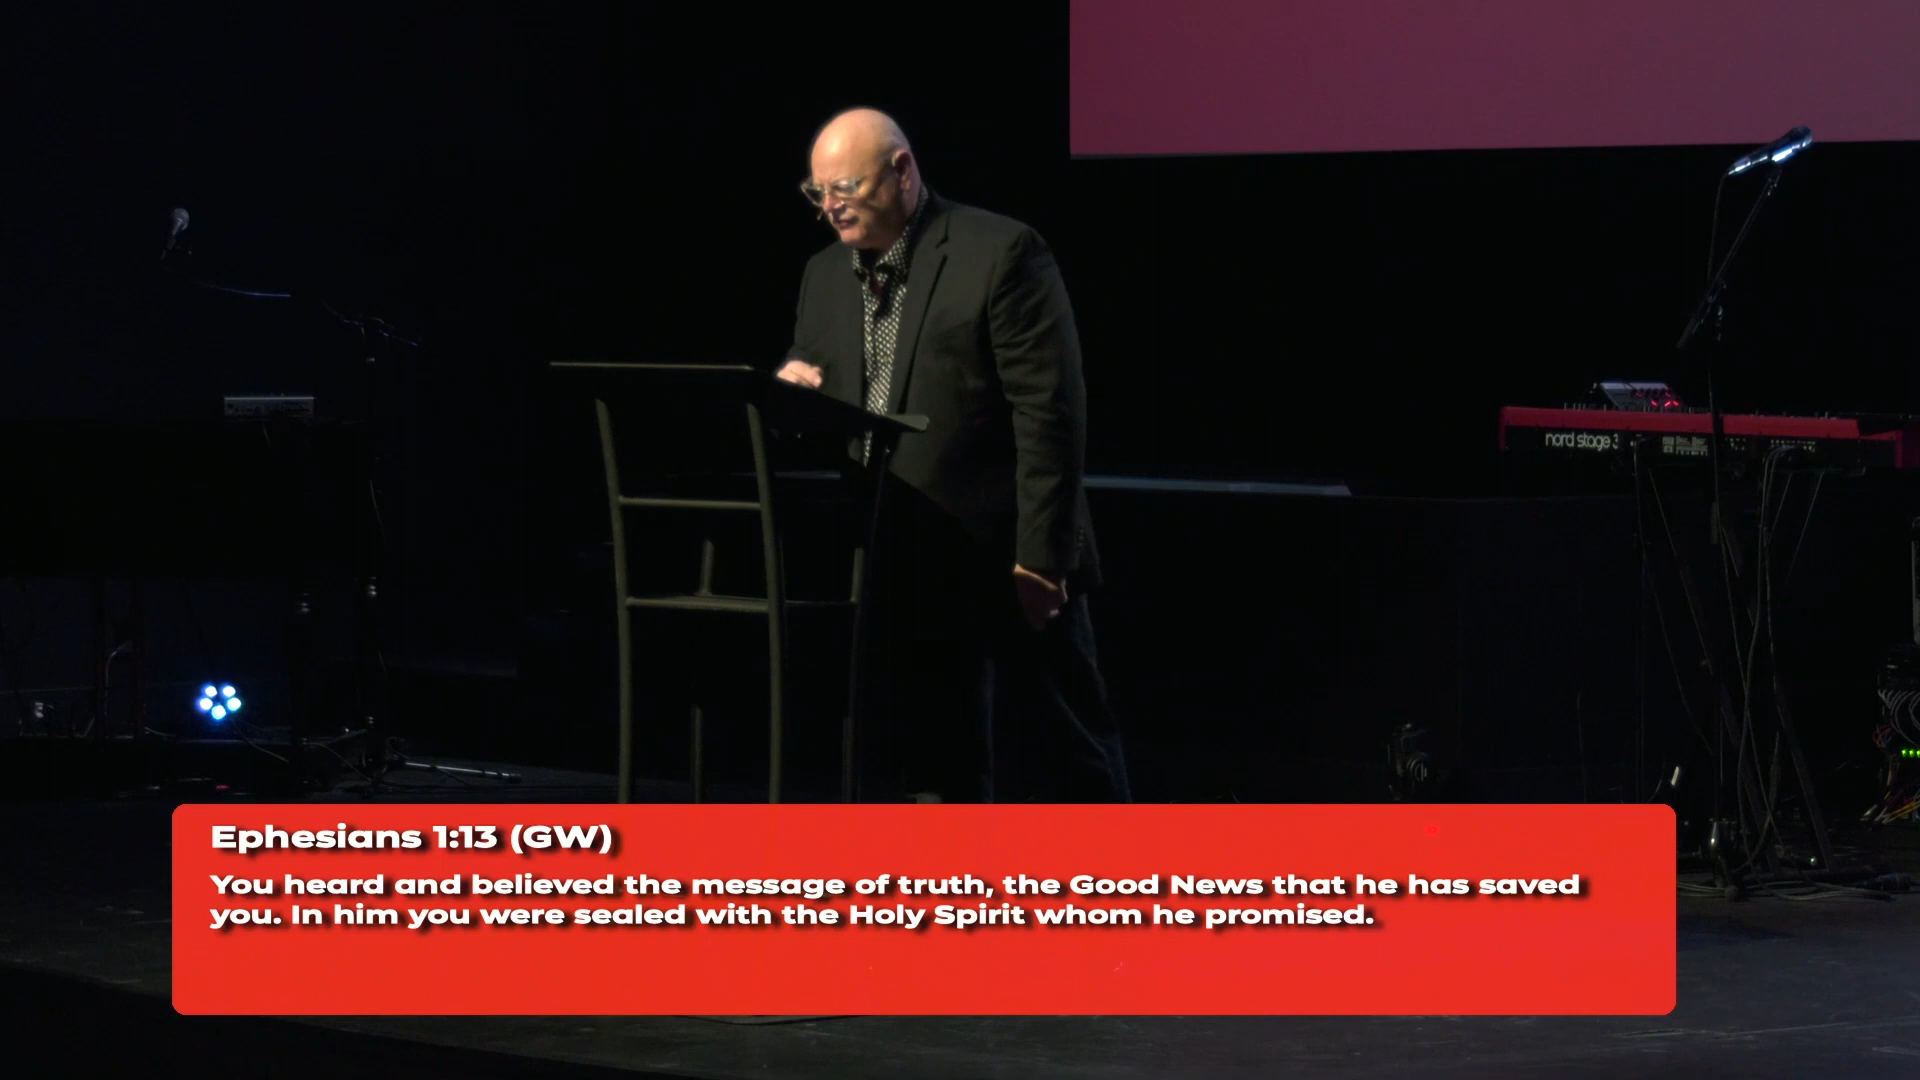 nord stage 3
Ephesians 1:13 (GW)
You heard and believed the message of truth, the Good News that he has saved
you. In him you were sealed with the Holy Spirit whom he promised.